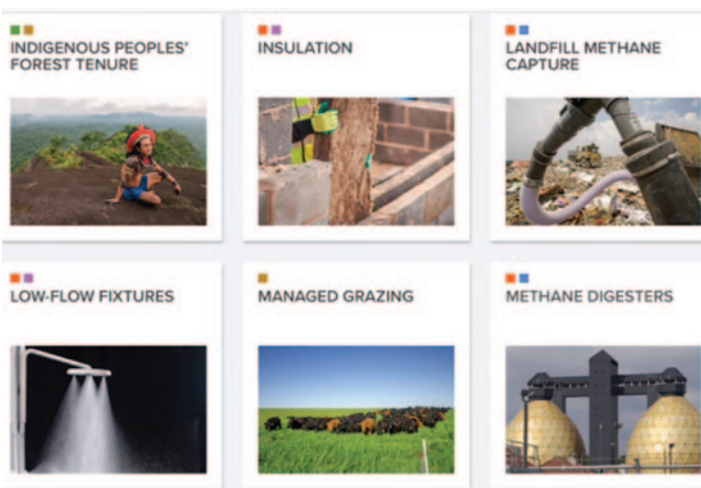 INDIGENOUS PEOPLES'
FOREST TENURE
INSULATION
LANDFILL METHANE
CAPTURE
LOW-FLOW FIXTURES
MANAGED GRAZING
METHANE DIGESTERS